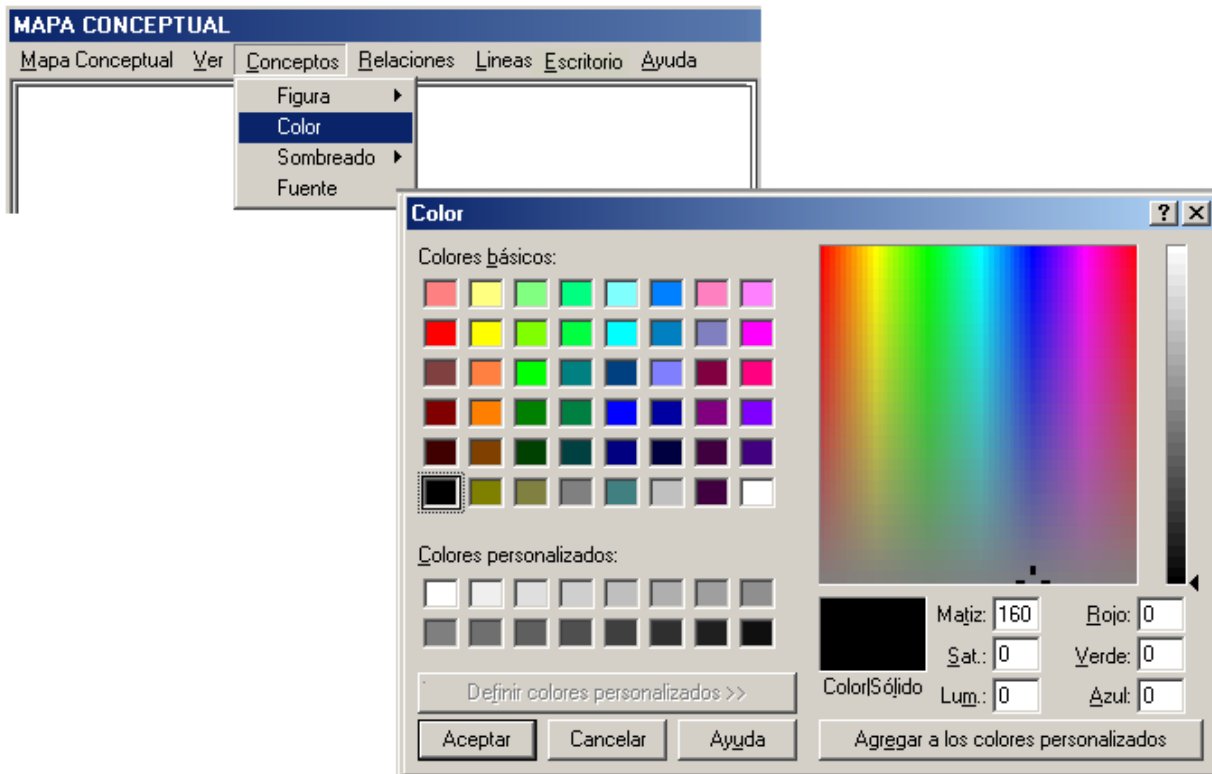 MAPA CONCEPTUAL
Mapa Conceptual Ver Conceptos Relaciones Lineas Escritorio Ayuda
Figura
Color
Sombreado
Fuente
Color
Colores básicos:
Colores personalizados:
Definir colores personalizados >>
Aceptar Cancelar Ayuda
Color|Sólido
Matiz: 160 Rojo: 0
Sat.: 0 Verde: 0
Lum.: 0 Azul: 0
Agregar a los colores personalizados